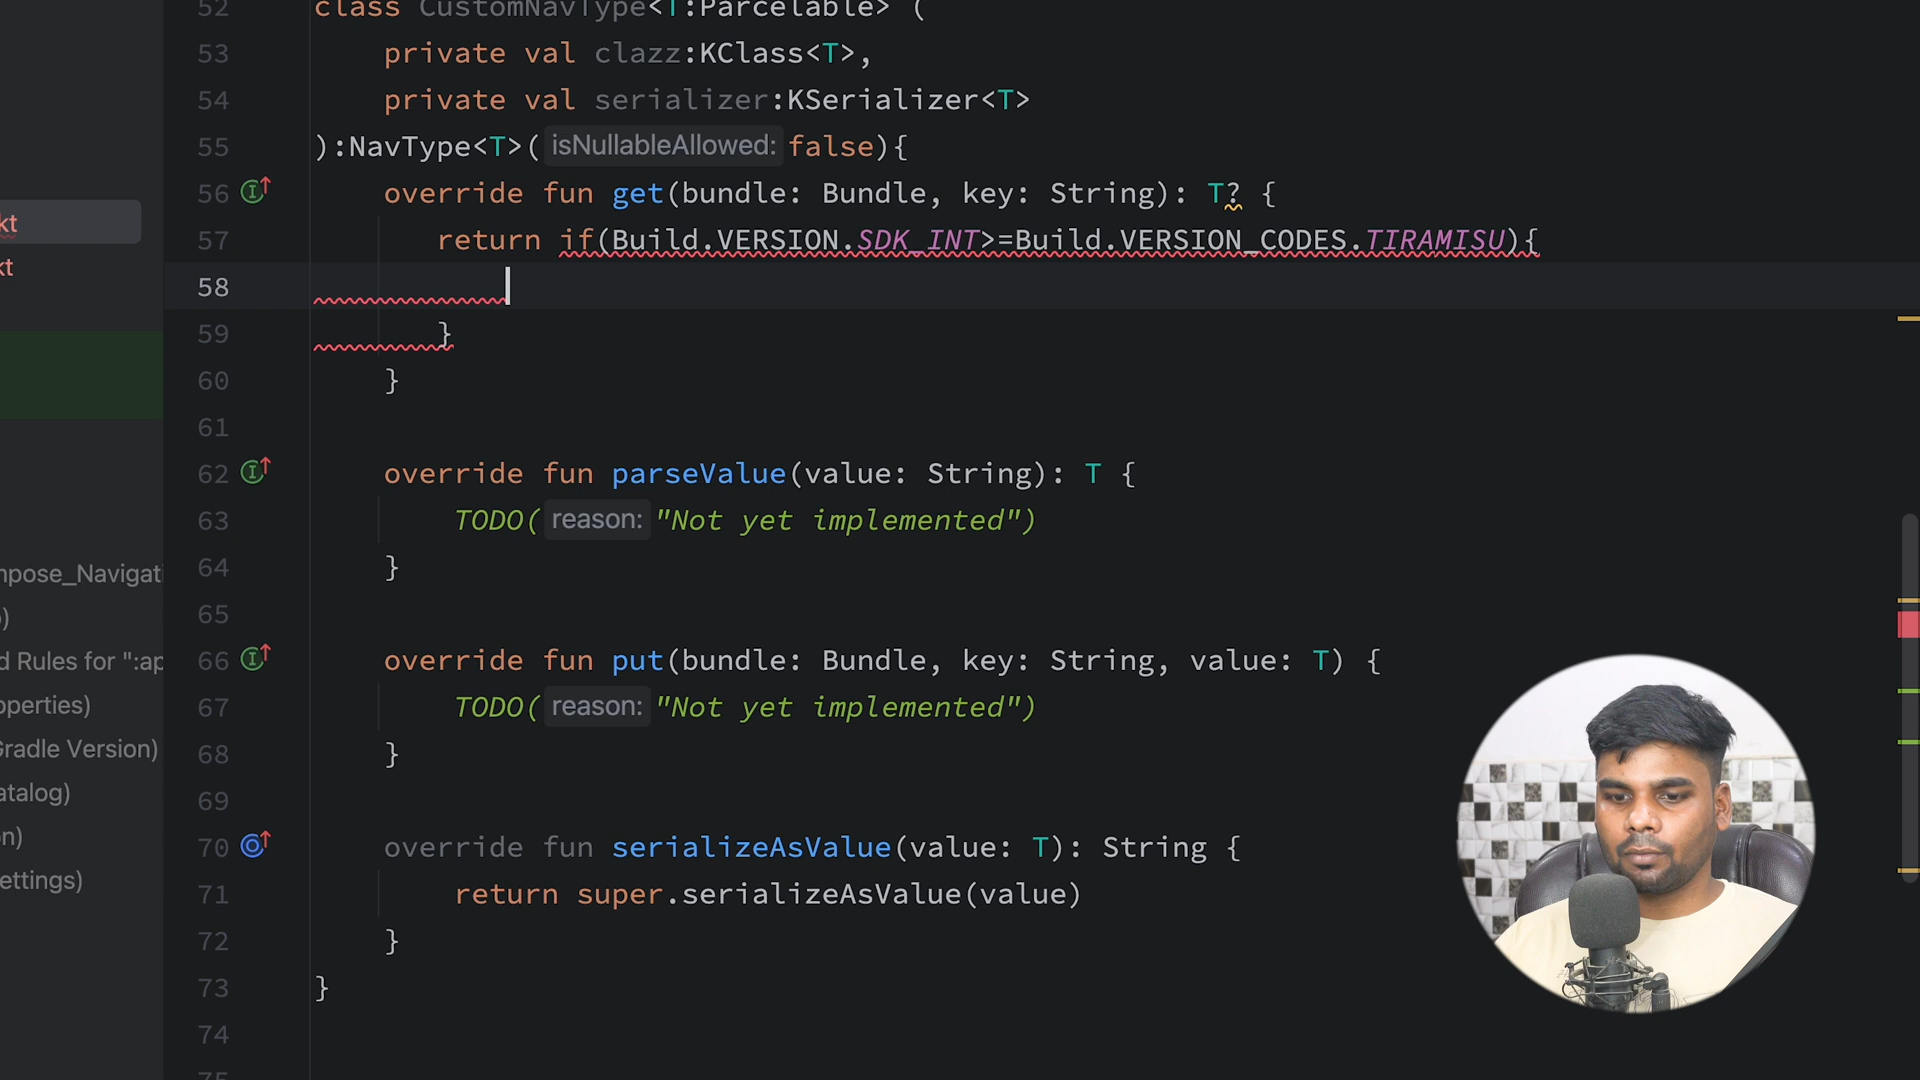 52 class CustomNavType<T:Parcelable> (
53 private val clazz:KClass<T>,
54 private val serializer:KSerializer<T>
55 ):NavType<T>( isNullableAllowed: false){
56 override fun get(bundle: Bundle, key: String): T? {
kt
57 return if(Build.VERSION.SDK_INT>=Build.VERSION_CODES.TIRAMISU){
kt
58
59 }
60 }
61
62 override fun parseValue(value: String): T {
63 TODO( reason: "Not yet implemented")
64 }
mpose_Navigati
65
)
66 override fun put(bundle: Bundle, key: String, value: T) {
d Rules for ":ap
67 TODO( reason: "Not yet implemented")
operties)
68 }
Gradle Version)
69
atalog)
70 override fun serializeAsValue(value: T): String {
on)
71 return super.serializeAsValue(value)
ettings)
72 }
73 }
74
75